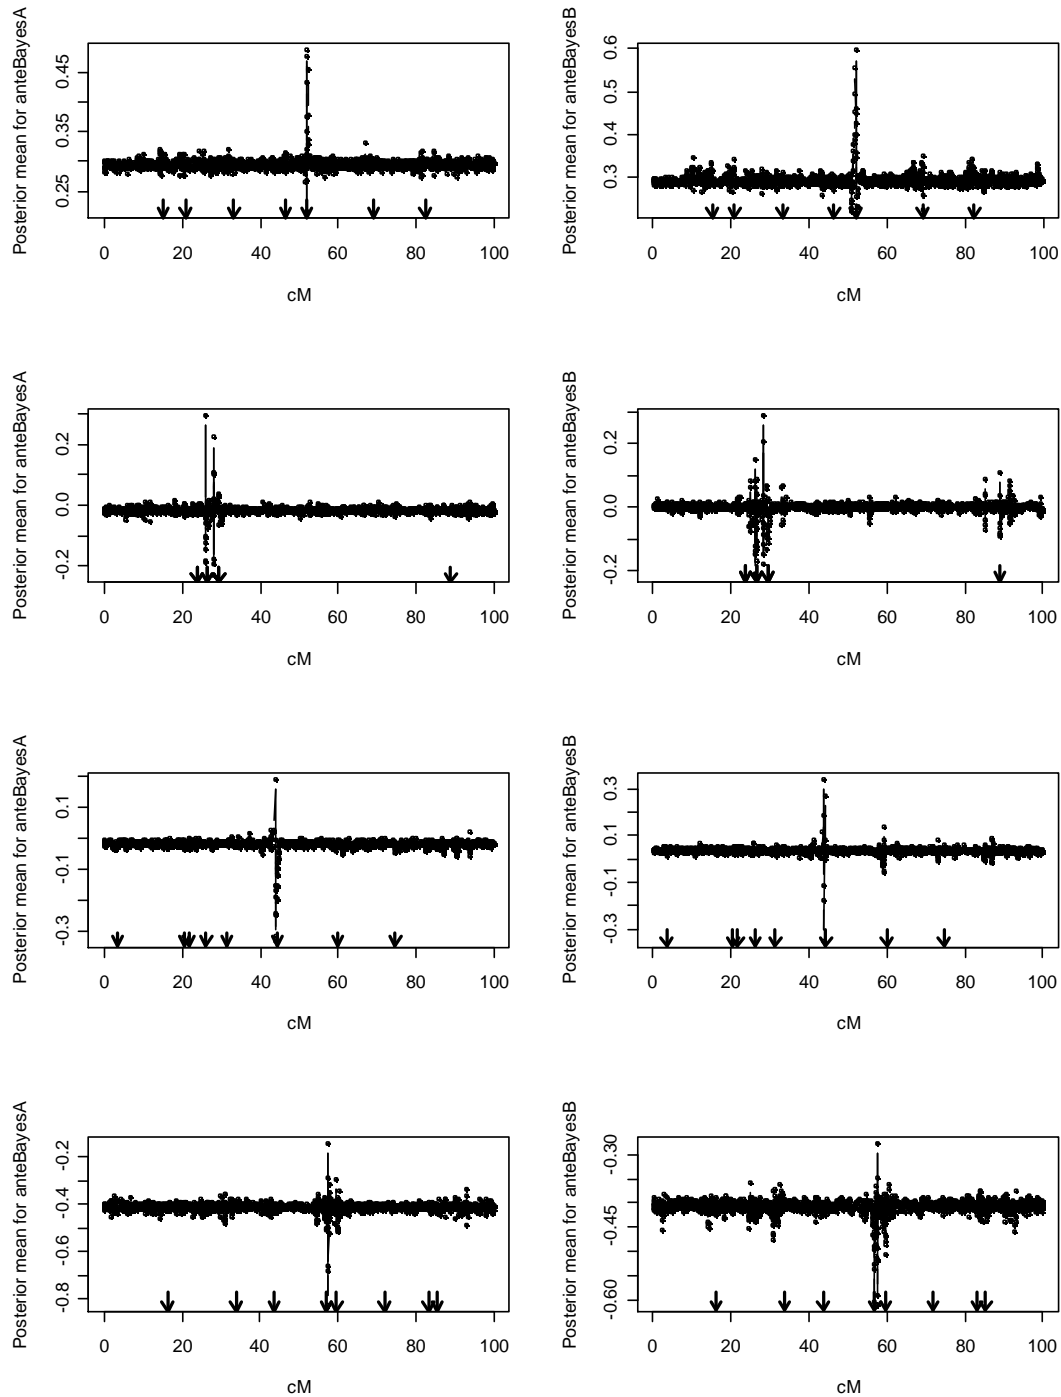 Posterior mean for anteBayesA
0.45
0.35
0.25
0 20 40 60 80 100
cM
Posterior mean for anteBayesB
0.6
0.5
0.4
0.3
0 20 40 60 80 100
cM
Posterior mean for anteBayesA
0.2
0.0
-0.2
0 20 40 60 80 100
cM
Posterior mean for anteBayesB
0.2
0.0
-0.2
0 20 40 60 80 100
cM
Posterior mean for anteBayesA
0.1
-0.1
-0.3
0 20 40 60 80 100
cM
Posterior mean for anteBayesB
0.3
0.1
-0.1
-0.3
0 20 40 60 80 100
cM
Posterior mean for anteBayesA
-0.2
-0.4
-0.6
-0.8
0 20 40 60 80 100
cM
Posterior mean for anteBayesB
-0.30
-0.45
-0.60
0 20 40 60 80 100
cM